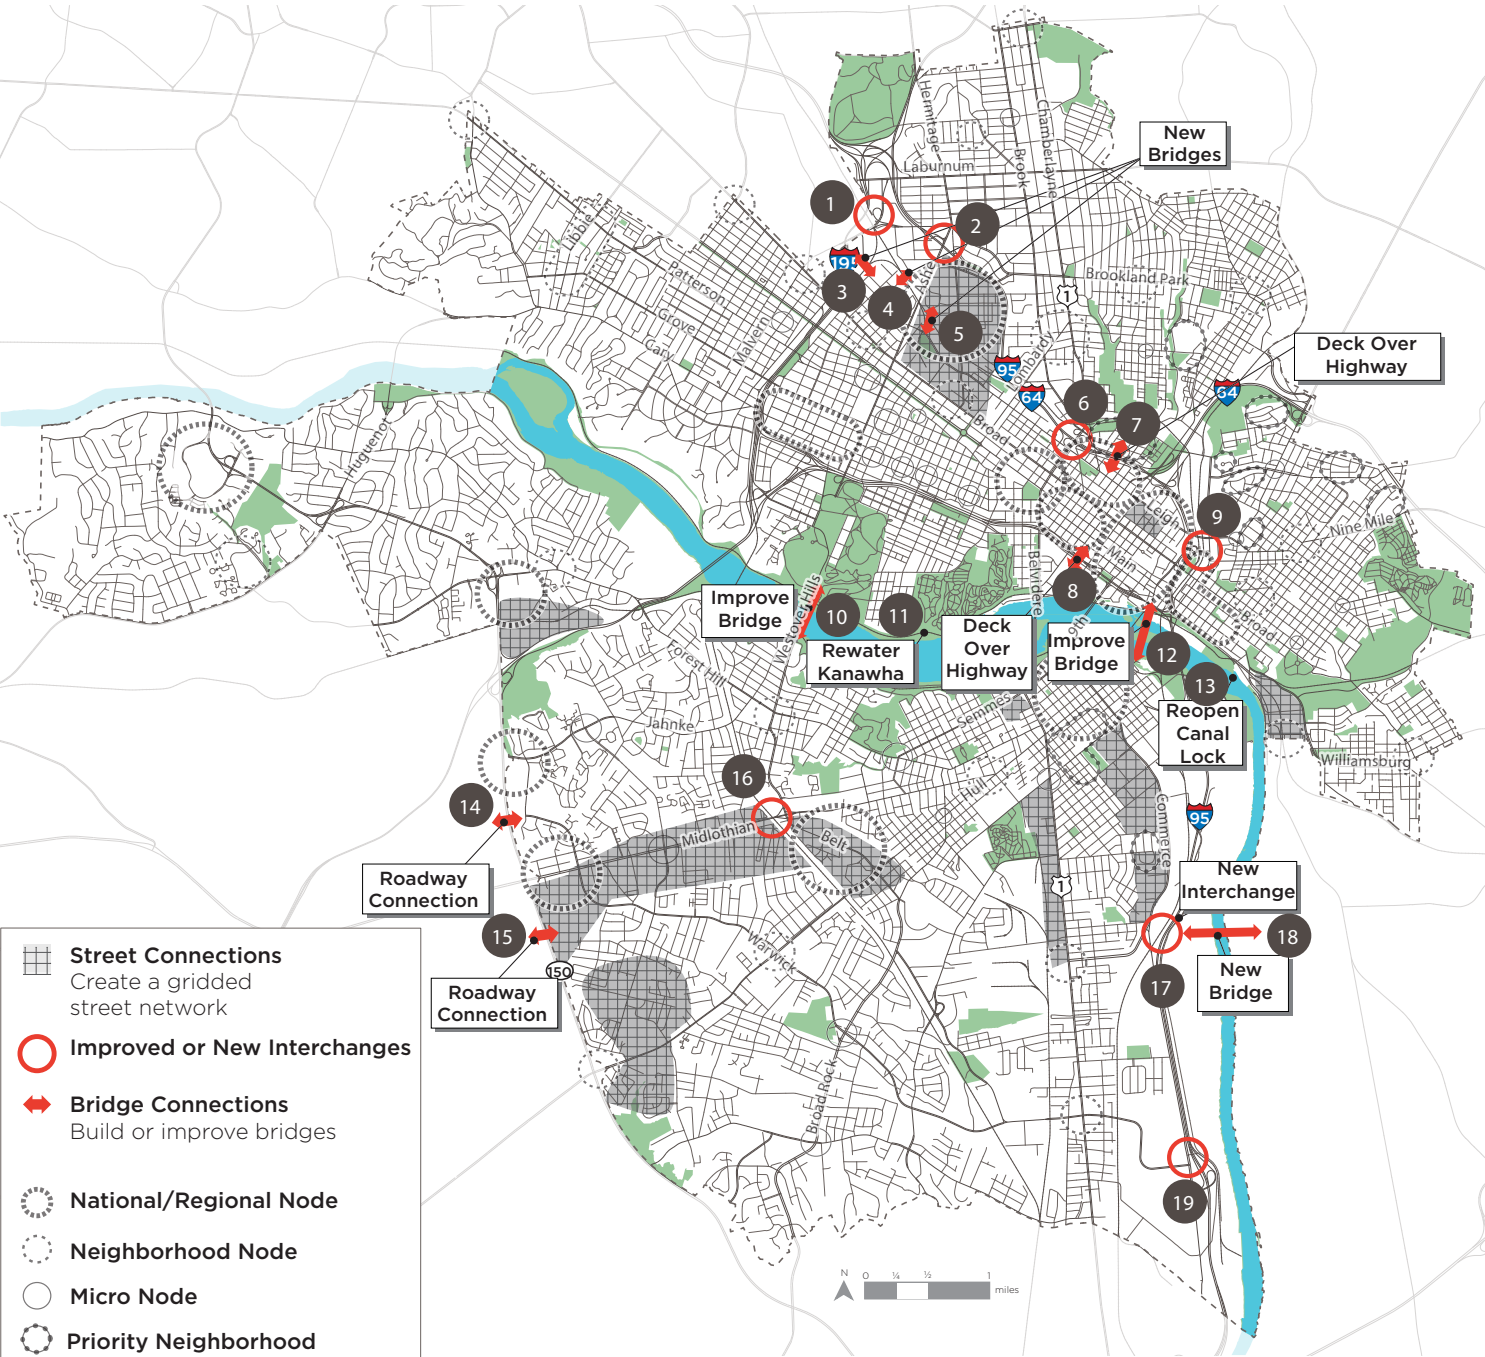 New
Bridges
Hermitage
Chamberlayne
Brook
Laburnum
1
2
195
3
4
5
Ashe
Brookland Park
1
Libbie
Patterson
Grove
Cary
Malvern
95
Lombardy
64
64
Deck Over
Highway
6
7
Broad
Huguenot
Leigh
9
Nine Mile
Main
Belvidere
8
9th
Broad
Improve
Bridge
Westover Hills
10
11
Rewater
Kanawha
Deck
Over
Highway
Improve
Bridge
12
13
Reopen
Canal
Lock
Forest Hill
Jahnke
Semmes
Williamsburg
16
14
Hull
Midlothian
Belt
Commerce
95
1
Roadway
Connection
New
Interchange
15
18
Warwick
150
Roadway
Connection
17
New
Bridge
Broad Rock
19
Street Connections
Create a gridded
street network
Improved or New Interchanges
Bridge Connections
Build or improve bridges
National/Regional Node
Neighborhood Node
Micro Node
Priority Neighborhood
N
0 ¼ ½ 1
miles